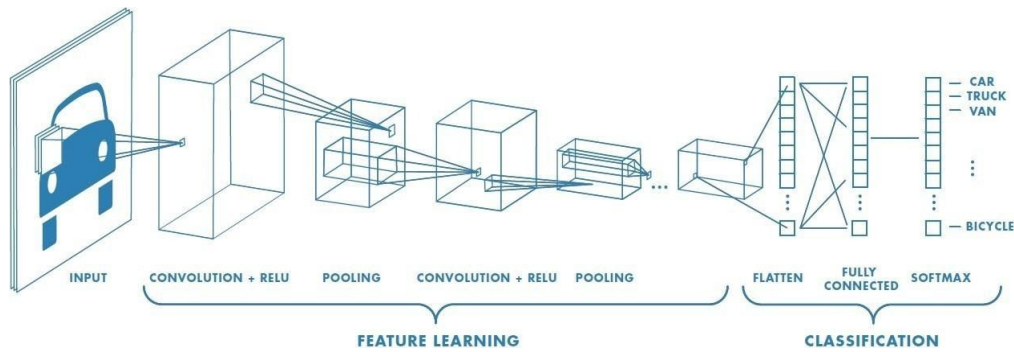 CAR
TRUCK
VAN
BICYCLE
INPUT
CONVOLUTION + RELU
POOLING
CONVOLUTION + RELU
POOLING
FLATTEN
FULLY
CONNECTED
SOFTMAX
FEATURE LEARNING
CLASSIFICATION